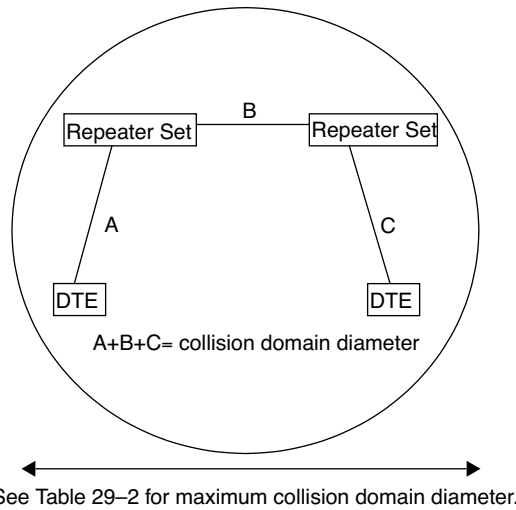 B
Repeater Set
Repeater Set
A
C
DTE
DTE
A+B+C= collision domain diameter
See Table 29–2 for maximum collision domain diameter.